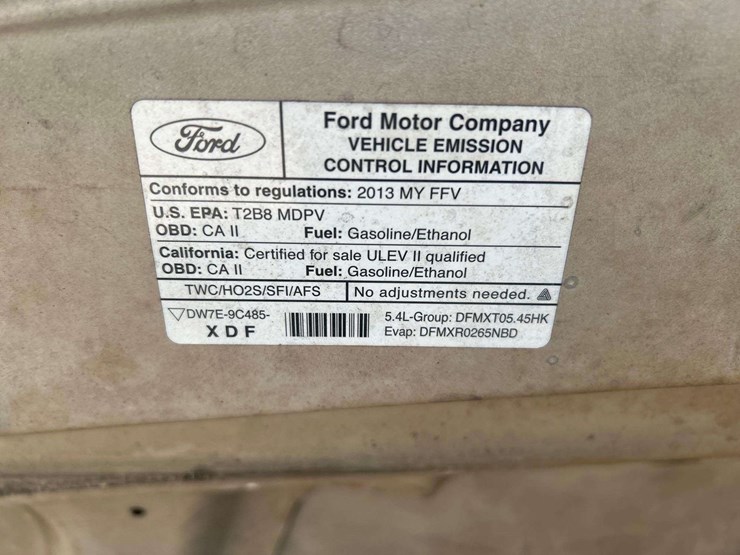 Ford
Ford Motor Company
VEHICLE EMISSION
CONTROL INFORMATION
Conforms to regulations: 2013 MY FFV
U.S. EPA: T2B8 MDPV
OBD: CA II Fuel: Gasoline/Ethanol
California: Certified for sale ULEV II qualified
OBD: CA II Fuel: Gasoline/Ethanol
TWC/HO2S/SFI/AFS No adjustments needed.
DW7E-9C485-
XDF
5.4L-Group: DFMXT05.45HK
Evap: DFMXR0265NBD